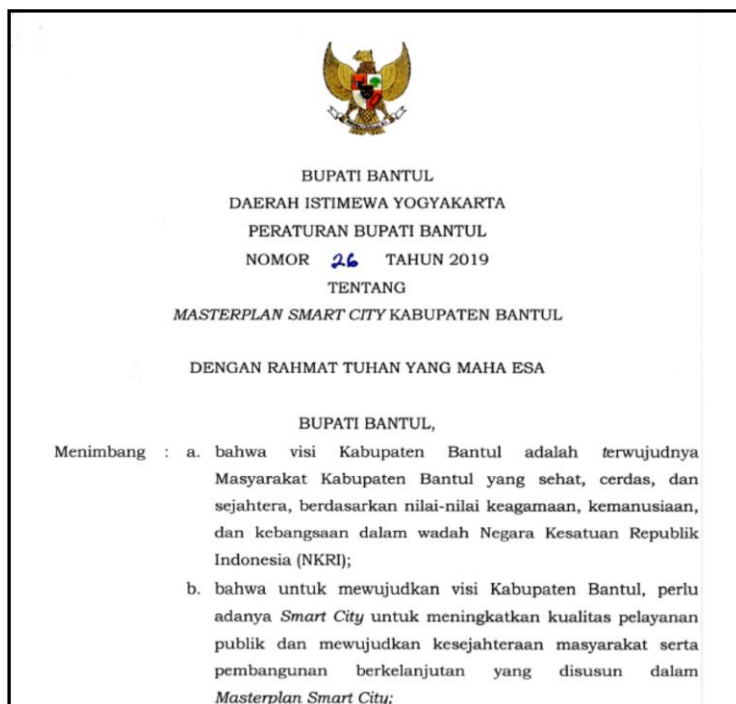 BUPATI BANTUL
DAERAH ISTIMEWA YOGYAKARTA
PERATURAN BUPATI BANTUL
NOMOR 26 TAHUN 2019
TENTANG
MASTERPLAN SMART CITY KABUPATEN BANTUL
DENGAN RAHMAT TUHAN YANG MAHA ESA
BUPATI BANTUL,
Menimbang : a. bahwa visi Kabupaten Bantul adalah terwujudnya
Masyarakat Kabupaten Bantul yang sehat, cerdas, dan
sejahtera, berdasarkan nilai-nilai keagamaan, kemanusiaan,
dan kebangsaan dalam wadah Negara Kesatuan Republik
Indonesia (NKRI);
b. bahwa untuk mewujudkan visi Kabupaten Bantul, perlu
adanya Smart City untuk meningkatkan kualitas pelayanan
publik dan mewujudkan kesejahteraan masyarakat serta
pembangunan berkelanjutan yang disusun dalam
Masterplan Smart City;